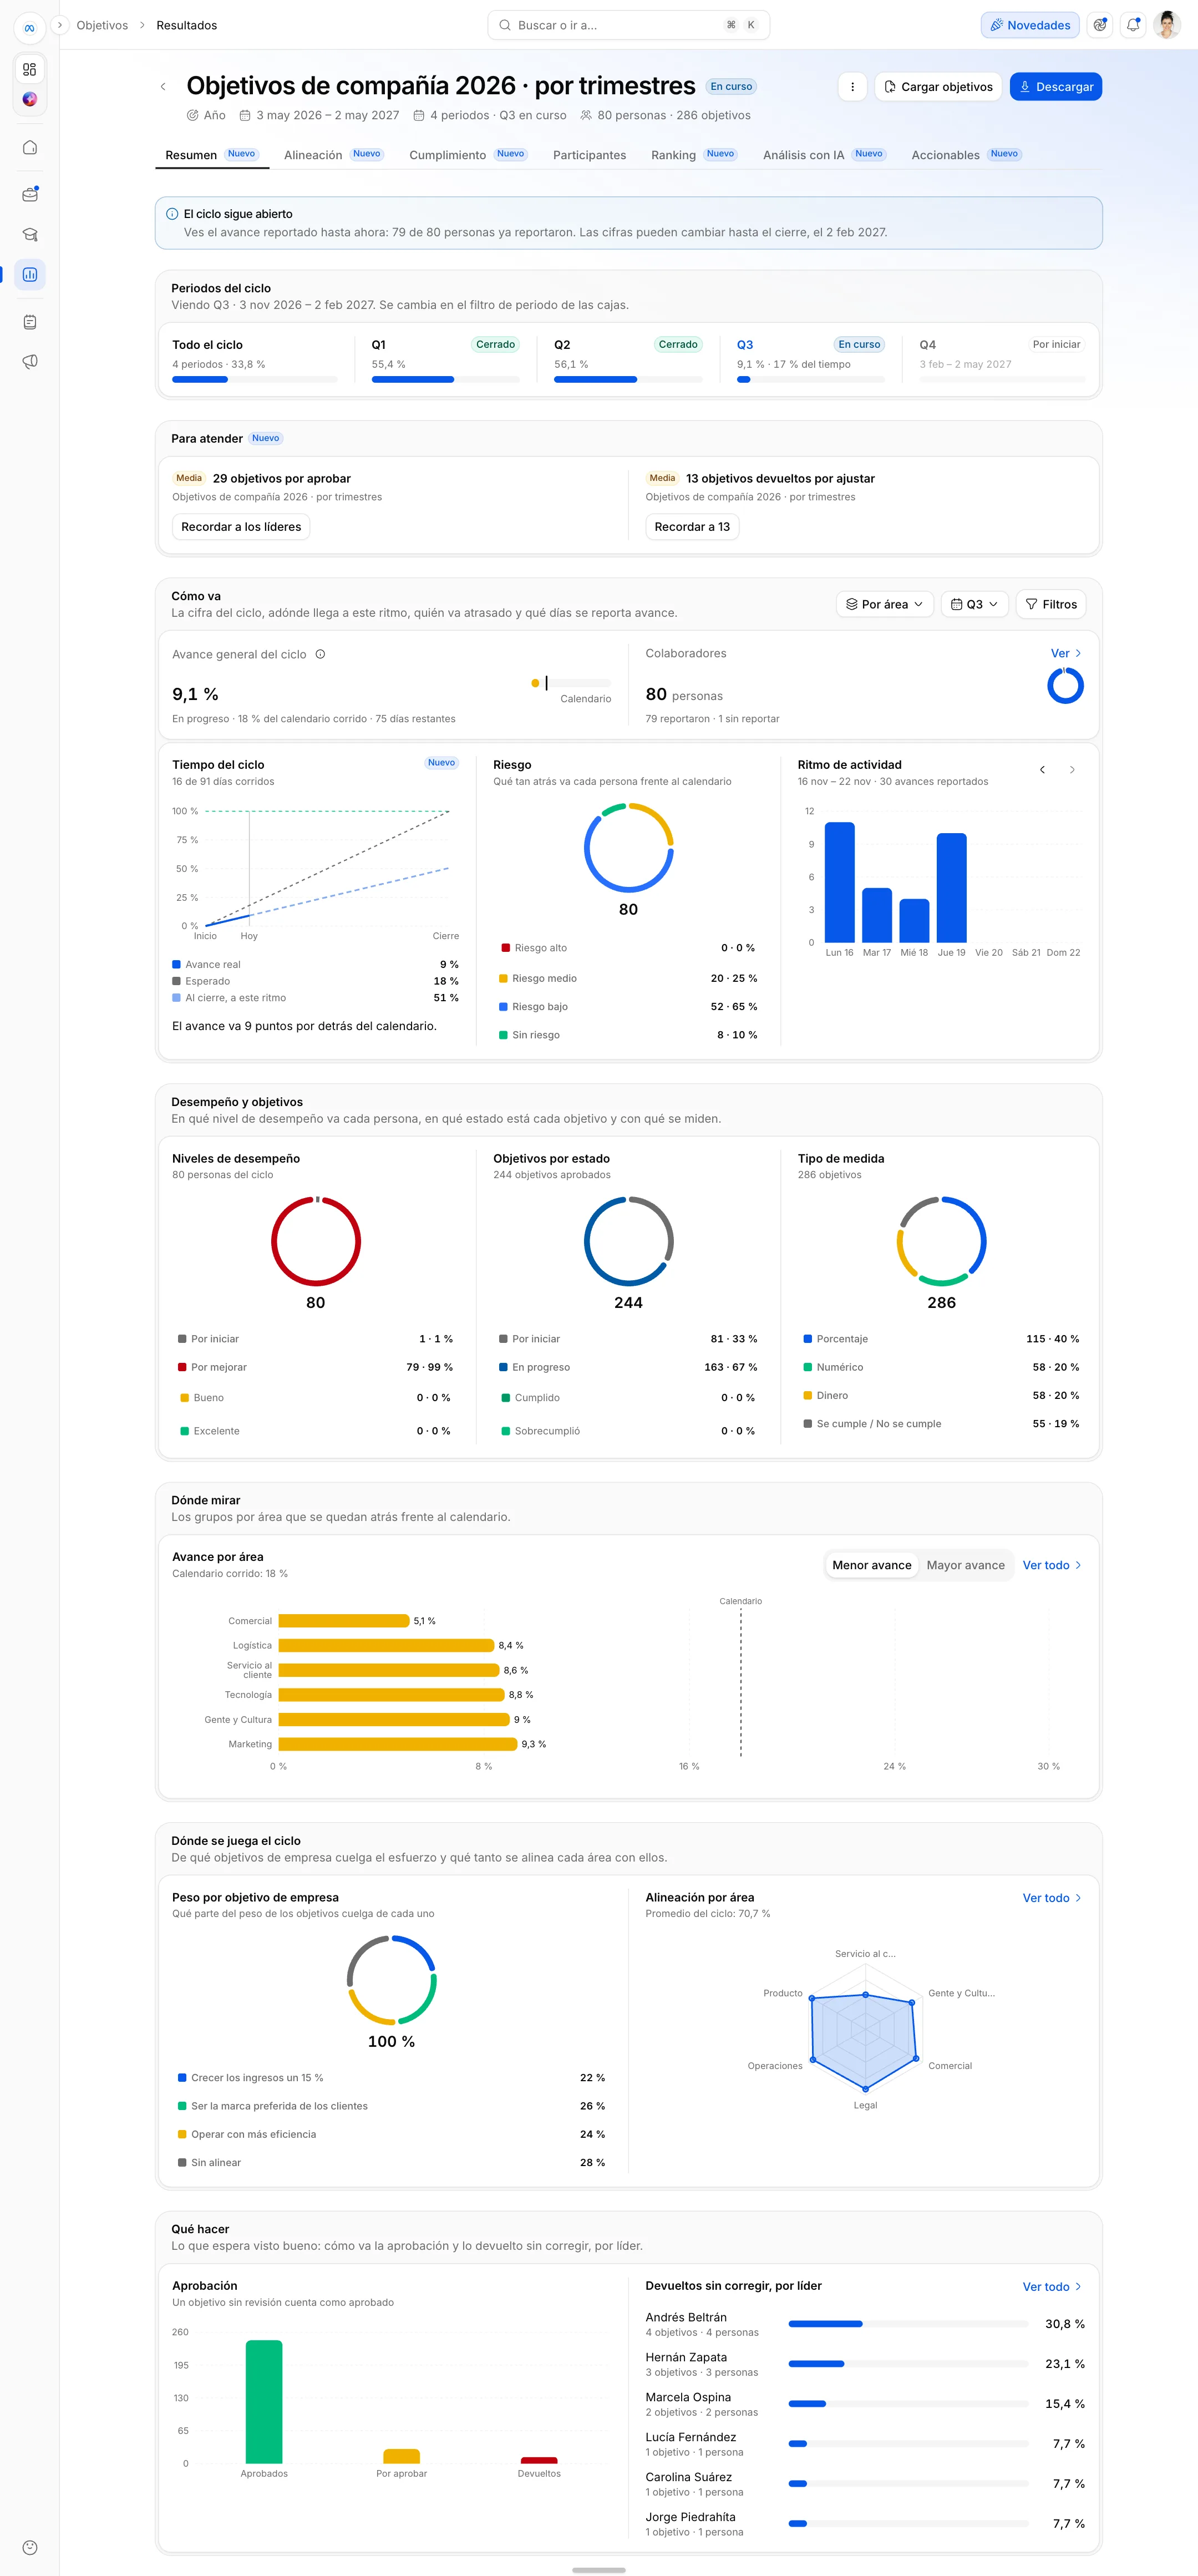 Objetivos
Resultados
Buscar o ir a...
⌘ K
Novedades
Objetivos de compañía 2026 · por trimestres
En curso
Cargar objetivos
Descargar
Año
3 may 2026 – 2 may 2027
4 periodos · Q3 en curso
80 personas · 286 objetivos
Resumen Nuevo
Alineación Nuevo
Cumplimiento Nuevo
Participantes
Ranking Nuevo
Análisis con IA Nuevo
Accionables Nuevo
El ciclo sigue abierto
Ves el avance reportado hasta ahora: 79 de 80 personas ya reportaron. Las cifras pueden cambiar hasta el cierre, el 2 feb 2027.
Periodos del ciclo
Viendo Q3 · 3 nov 2026 – 2 feb 2027. Se cambia en el filtro de periodo de las cajas.
Todo el ciclo
4 periodos · 33,8 %
Q1 Cerrado
55,4 %
Q2 Cerrado
56,1 %
Q3 En curso
9,1 % · 17 % del tiempo
Q4 Por iniciar
3 feb – 2 may 2027
Para atender Nuevo
Media 29 objetivos por aprobar
Objetivos de compañía 2026 · por trimestres
Recordar a los líderes
Media 13 objetivos devueltos por ajustar
Objetivos de compañía 2026 · por trimestres
Recordar a 13
Cómo va
La cifra del ciclo, adónde llega a este ritmo, quién va atrasado y qué días se reporta avance.
Por área
Q3
Filtros
Avance general del ciclo
9,1 %
Calendario
En progreso · 18 % del calendario corrido · 75 días restantes
Colaboradores
Ver
80 personas
79 reportaron · 1 sin reportar
Tiempo del ciclo Nuevo
16 de 91 días corridos
100 %
75 %
50 %
25 %
0 %
Inicio
Hoy
Cierre
Avance real 9 %
Esperado 18 %
Al cierre, a este ritmo 51 %
El avance va 9 puntos por detrás del calendario.
Riesgo
Qué tan atrás va cada persona frente al calendario
80
Riesgo alto 0 · 0 %
Riesgo medio 20 · 25 %
Riesgo bajo 52 · 65 %
Sin riesgo 8 · 10 %
Ritmo de actividad
16 nov – 22 nov · 30 avances reportados
12
9
6
3
0
Lun 16 Mar 17 Mié 18 Jue 19 Vie 20 Sáb 21 Dom 22
Desempeño y objetivos
En qué nivel de desempeño va cada persona, en qué estado está cada objetivo y con qué se miden.
Niveles de desempeño
80 personas del ciclo
80
Por iniciar 1 · 1 %
Por mejorar 79 · 99 %
Bueno 0 · 0 %
Excelente 0 · 0 %
Objetivos por estado
244 objetivos aprobados
244
Por iniciar 81 · 33 %
En progreso 163 · 67 %
Cumplido 0 · 0 %
Sobrecumplió 0 · 0 %
Tipo de medida
286 objetivos
286
Porcentaje 115 · 40 %
Numérico 58 · 20 %
Dinero 58 · 20 %
Se cumple / No se cumple 55 · 19 %
Dónde mirar
Los grupos por área que se quedan atrás frente al calendario.
Avance por área
Calendario corrido: 18 %
Menor avance
Mayor avance
Ver todo
Calendario
Comercial 5,1 %
Logística 8,4 %
Servicio al
cliente
8,6 %
Tecnología 8,8 %
Gente y Cultura 9 %
Marketing 9,3 %
0 % 8 % 16 % 24 % 30 %
Dónde se juega el ciclo
De qué objetivos de empresa cuelga el esfuerzo y qué tanto se alinea cada área con ellos.
Peso por objetivo de empresa
Qué parte del peso de los objetivos cuelga de cada uno
100 %
Crecer los ingresos un 15 % 22 %
Ser la marca preferida de los clientes 26 %
Operar con más eficiencia 24 %
Sin alinear 28 %
Alineación por área
Promedio del ciclo: 70,7 %
Ver todo
Servicio al c...
Producto
Gente y Cultu...
Operaciones
Comercial
Legal
Qué hacer
Lo que espera visto bueno: cómo va la aprobación y lo devuelto sin corregir, por líder.
Aprobación
Un objetivo sin revisión cuenta como aprobado
260
195
130
65
0
Aprobados Por aprobar Devueltos
Devueltos sin corregir, por líder
Ver todo
Andrés Beltrán
4 objetivos · 4 personas
30,8 %
Hernán Zapata
3 objetivos · 3 personas
23,1 %
Marcela Ospina
2 objetivos · 2 personas
15,4 %
Lucía Fernández
1 objetivo · 1 persona
7,7 %
Carolina Suárez
1 objetivo · 1 persona
7,7 %
Jorge Piedrahíta
1 objetivo · 1 persona
7,7 %